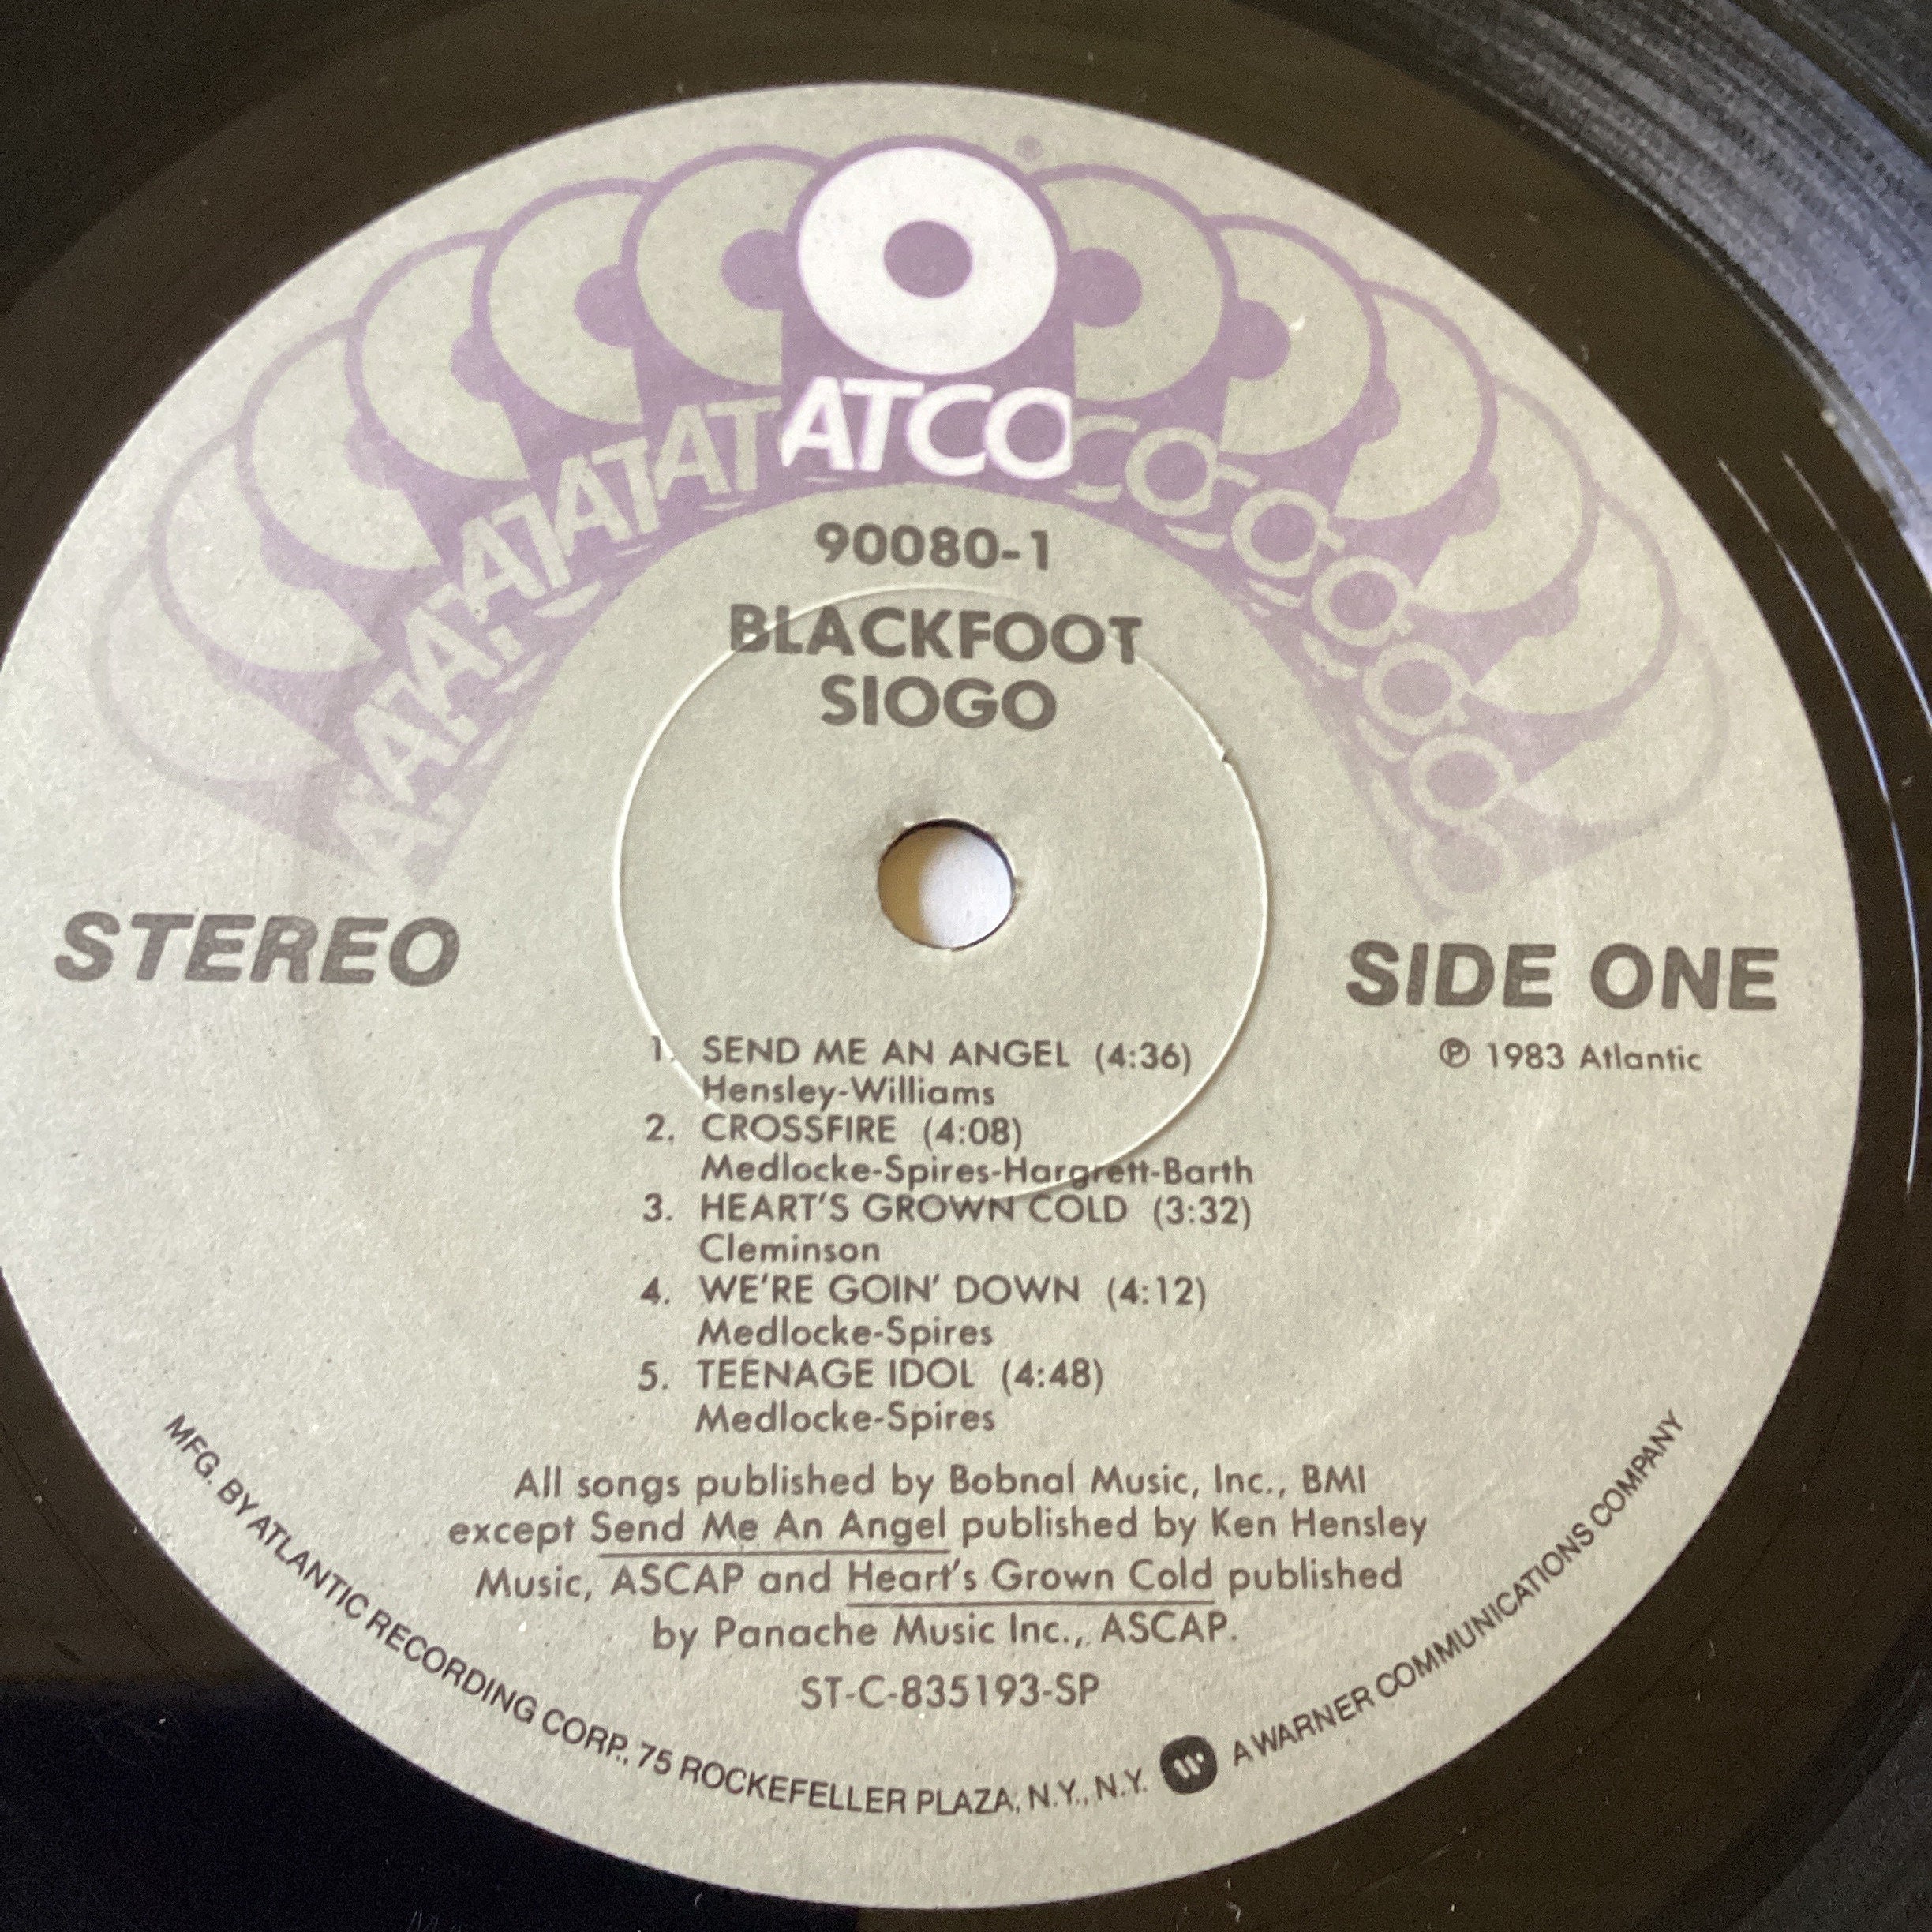 ®
ATCO
90080-1
BLACKFOOT
SIOGO
STEREO
SIDE ONE
℗ 1983 Atlantic
1. SEND ME AN ANGEL (4:36)
Hensley-Williams
2. CROSSFIRE (4:08)
Medlocke-Spires-Hargrett-Barth
3. HEART'S GROWN COLD (3:32)
Cleminson
4. WE'RE GOIN' DOWN (4:12)
Medlocke-Spires
5. TEENAGE IDOL (4:48)
Medlocke-Spires
All songs published by Bobnal Music, Inc., BMI
except Send Me An Angel published by Ken Hensley
Music, ASCAP and Heart's Grown Cold published
by Panache Music Inc., ASCAP.
ST-C-835193-SP
MFG. BY ATLANTIC RECORDING CORP., 75 ROCKEFELLER PLAZA, N.Y., N.Y. A WARNER COMMUNICATIONS COMPANY